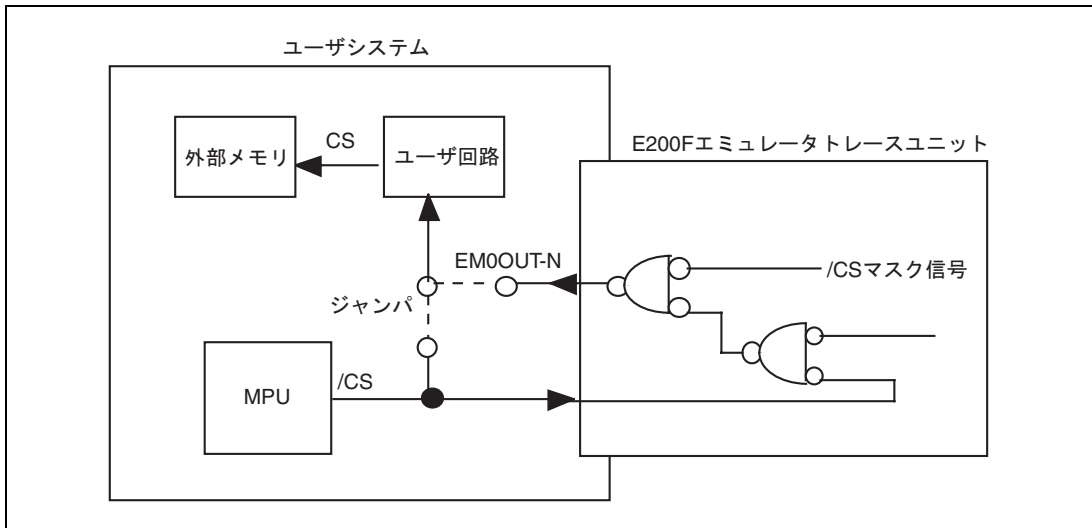 ユーザシステム
外部メモリ
CS
ユーザ回路
E200Fエミュレータトレースユニット
EM0OUT-N
/CSマスク信号
ジャンパ
MPU
/CS